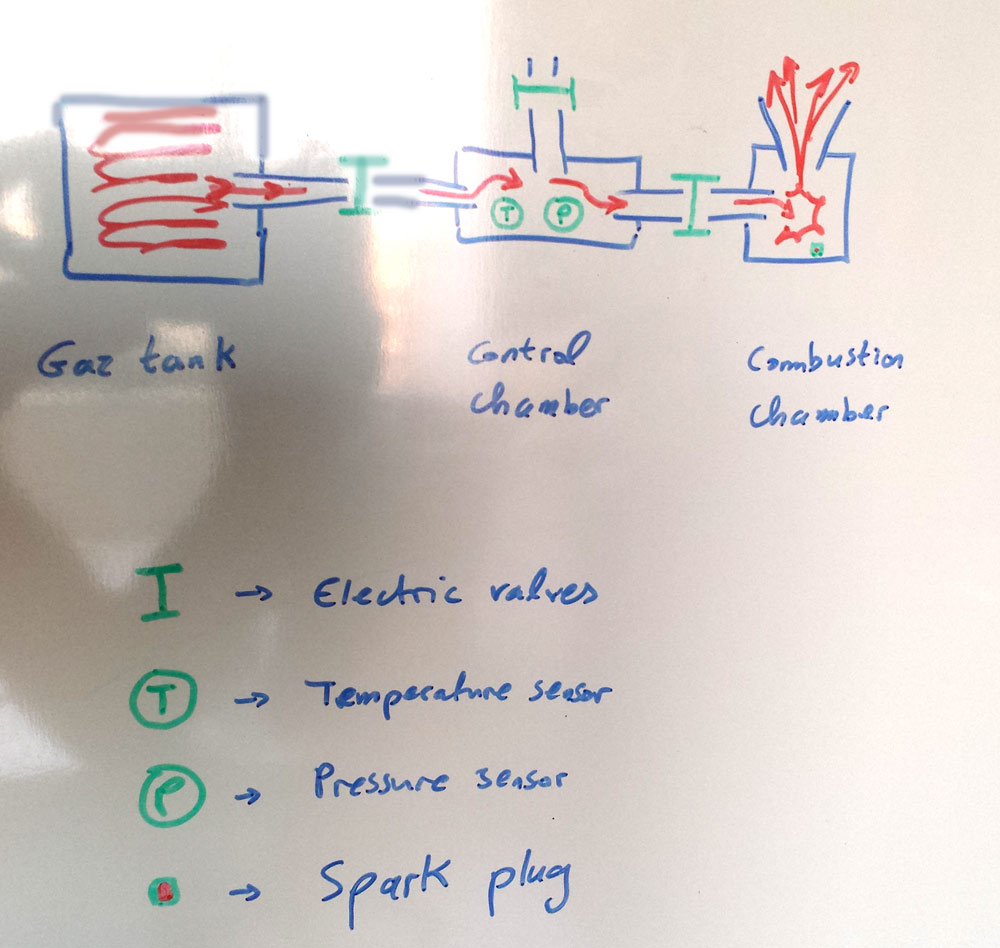 T P
Gaz tank
Control
chamber
Combustion
chamber
I → Electric valves
T → Temperature sensor
P → Pressure sensor
→ Spark plug